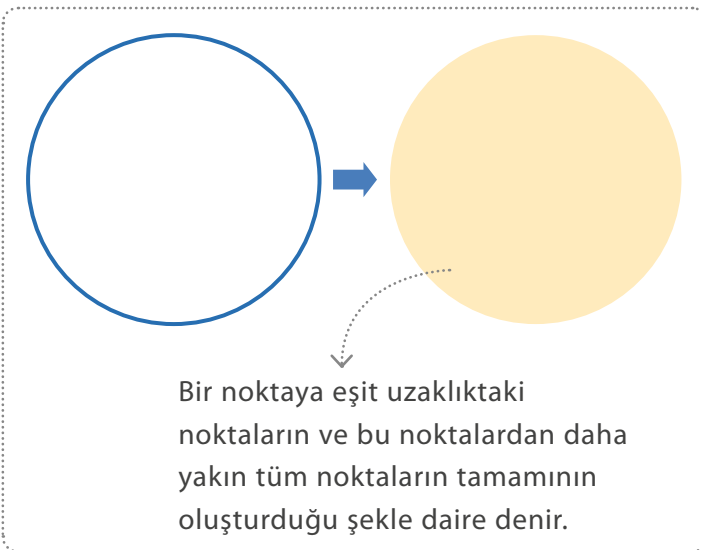 Bir noktaya eşit uzaklıktaki
noktaların ve bu noktalardan daha
yakın tüm noktaların tamamının
oluşturduğu şekle daire denir.